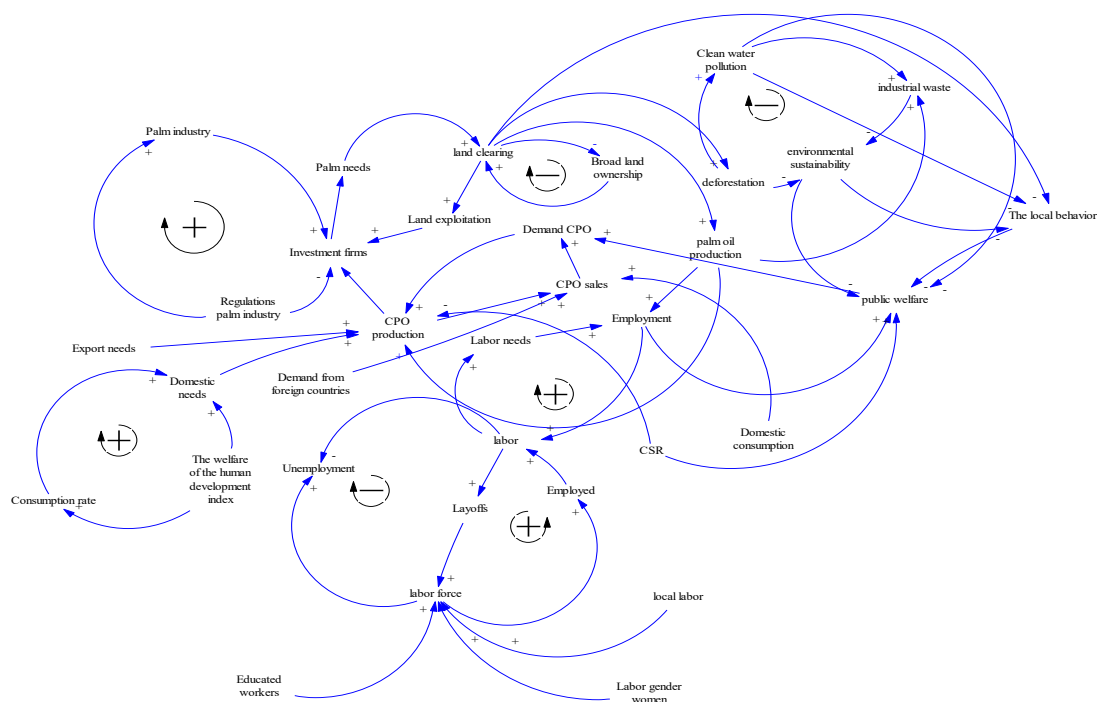 Clean water
pollution
industrial waste
Palm industry
land clearing
environmental
sustainability
Palm needs
Broad land
ownership
deforestation
Land exploitation
The local behavior
Demand CPO
palm oil
production
Investment firms
CPO sales
public welfare
Regulations
palm industry
CPO
production
Employment
Labor needs
Export needs
Demand from
foreign countries
Domestic
needs
labor
Domestic
consumption
CSR
The welfare
of the human
development
index
Unemployment
Consumption rate
Employed
Layoffs
labor force
local labor
Educated
workers
Labor gender
women